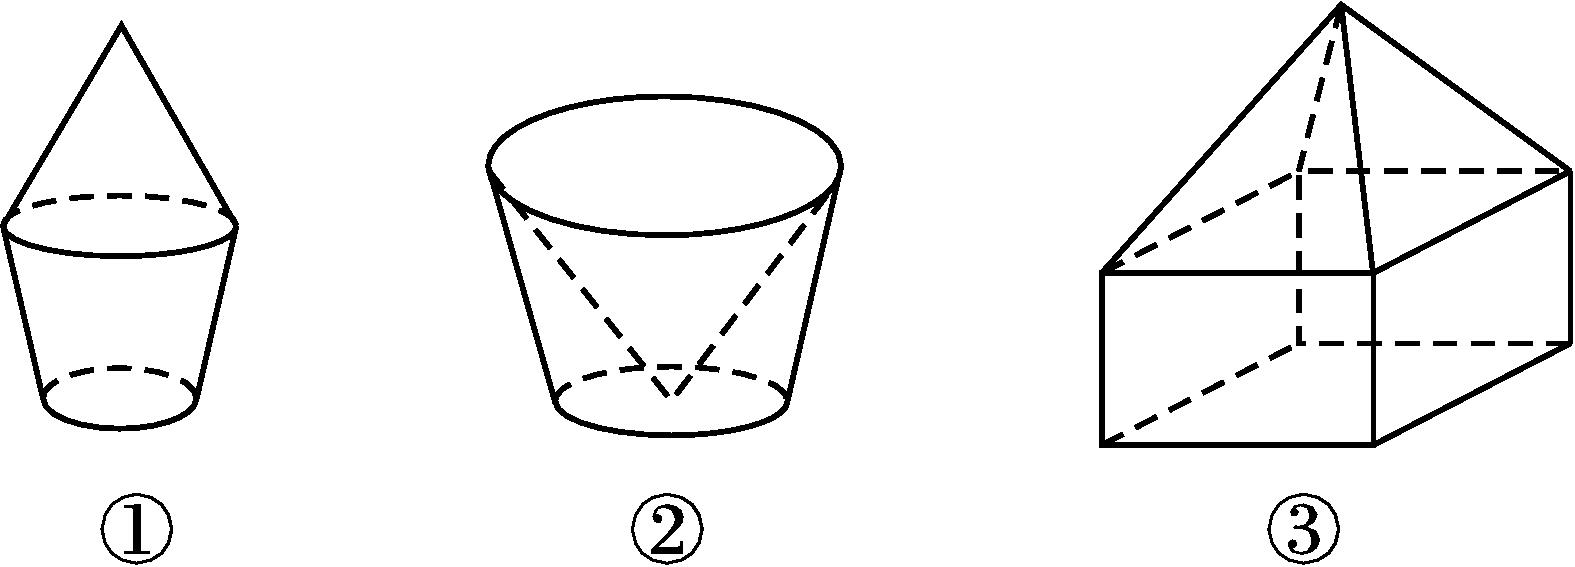 ① ② ③